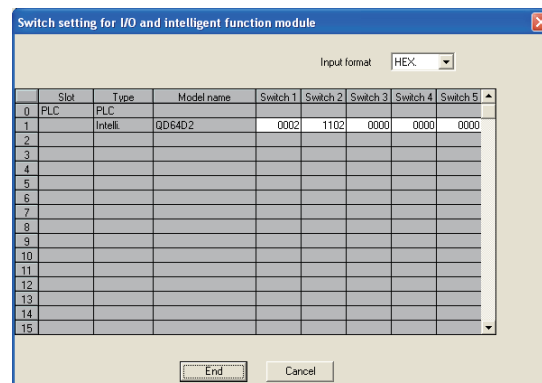 Switch setting for I/O and intelligent function module
Input format HEX.
Slot Type Model name Switch 1 Switch 2 Switch 3 Switch 4 Switch 5
0 PLC PLC
1 Intelli. QD64D2 0002 1102 0000 0000 0000
2
3
4
5
6
7
8
9
10
11
12
13
14
15
End Cancel